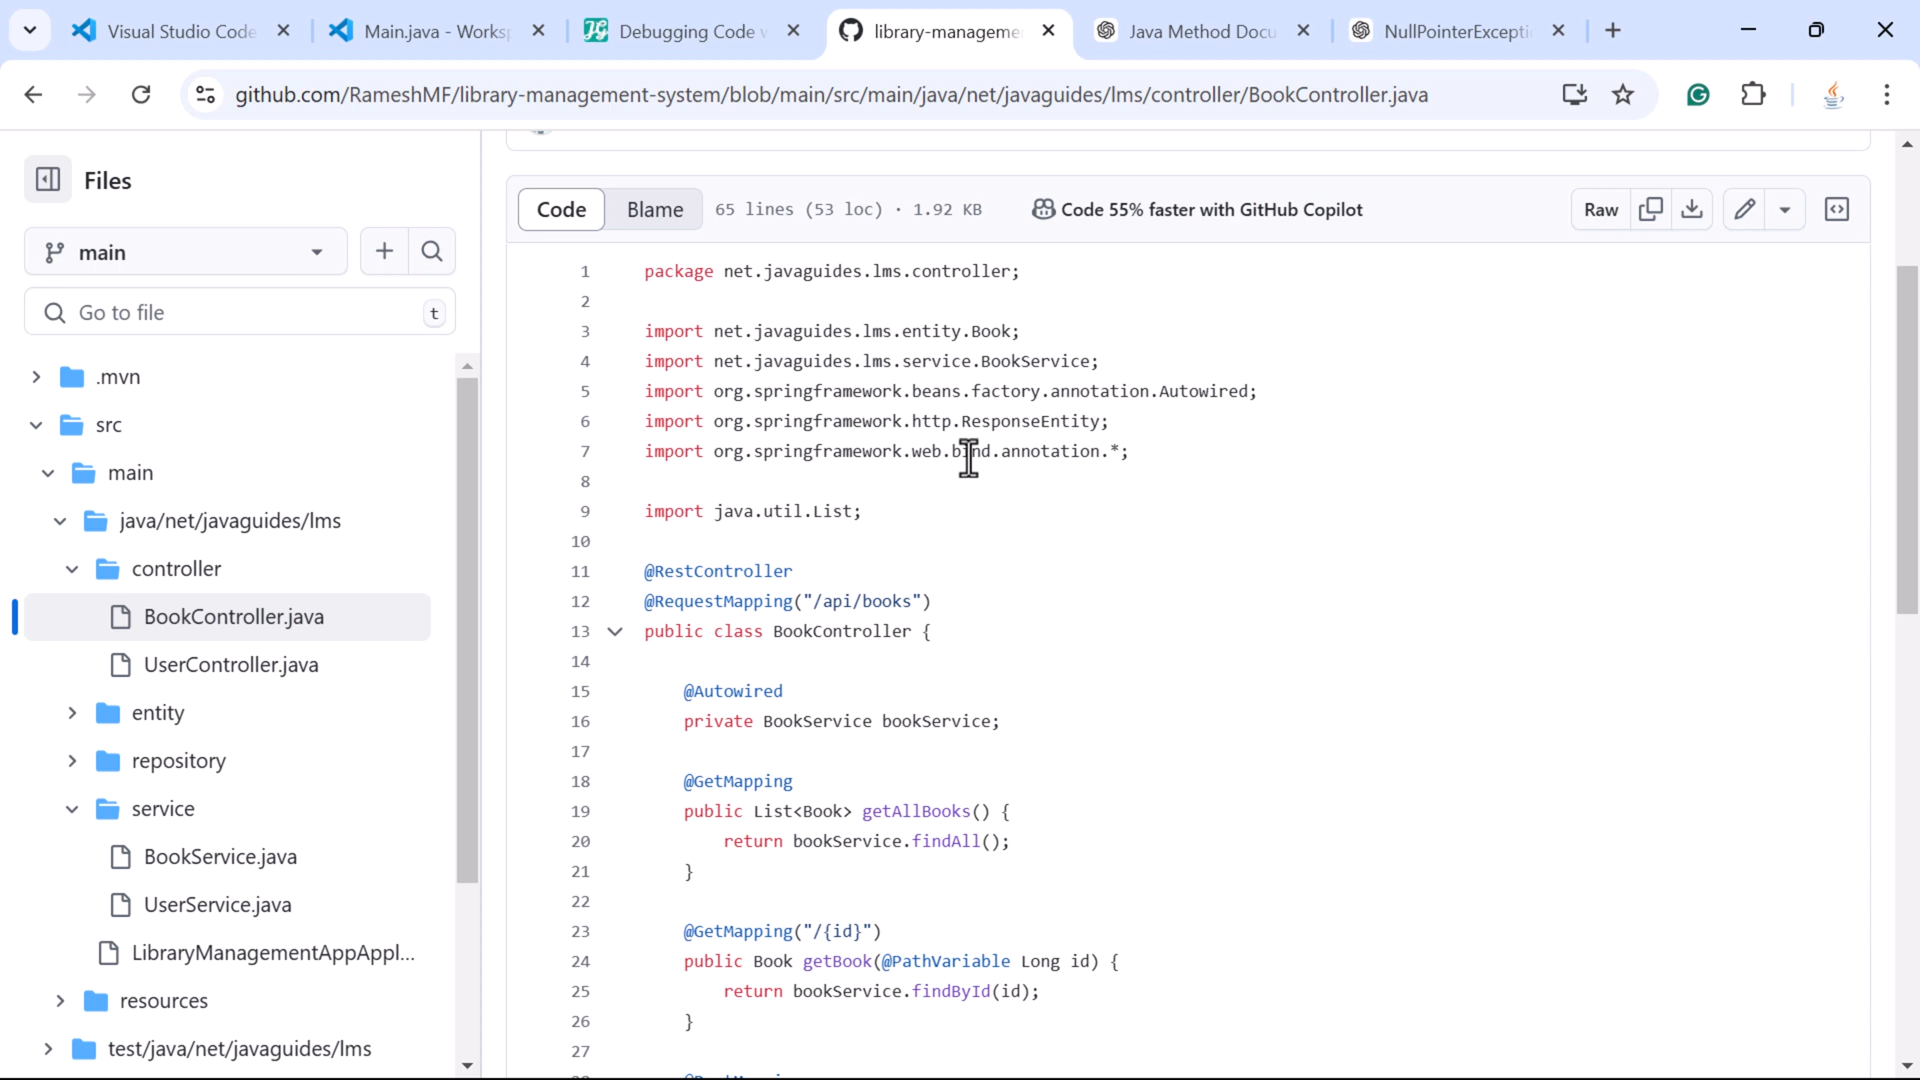 Visual Studio Code
Main.java - Works
Debugging Code
library-manageme
Java Method Docu
NullPointerExcepti
github.com/RameshMF/library-management-system/blob/main/src/main/java/net/javaguides/lms/controller/BookController.java
Files
main
Go to file
t
.mvn
src
main
java/net/javaguides/lms
controller
BookController.java
UserController.java
entity
repository
service
BookService.java
UserService.java
LibraryManagementAppAppl...
resources
test/java/net/javaguides/lms
Code Blame 65 lines (53 loc) · 1.92 KB Code 55% faster with GitHub Copilot Raw
1 package net.javaguides.lms.controller;
2
3 import net.javaguides.lms.entity.Book;
4 import net.javaguides.lms.service.BookService;
5 import org.springframework.beans.factory.annotation.Autowired;
6 import org.springframework.http.ResponseEntity;
7 import org.springframework.web.bind.annotation.*;
8
9 import java.util.List;
10
11 @RestController
12 @RequestMapping("/api/books")
13 public class BookController {
14
15 @Autowired
16 private BookService bookService;
17
18 @GetMapping
19 public List<Book> getAllBooks() {
20 return bookService.findAll();
21 }
22
23 @GetMapping("/{id}")
24 public Book getBook(@PathVariable Long id) {
25 return bookService.findById(id);
26 }
27